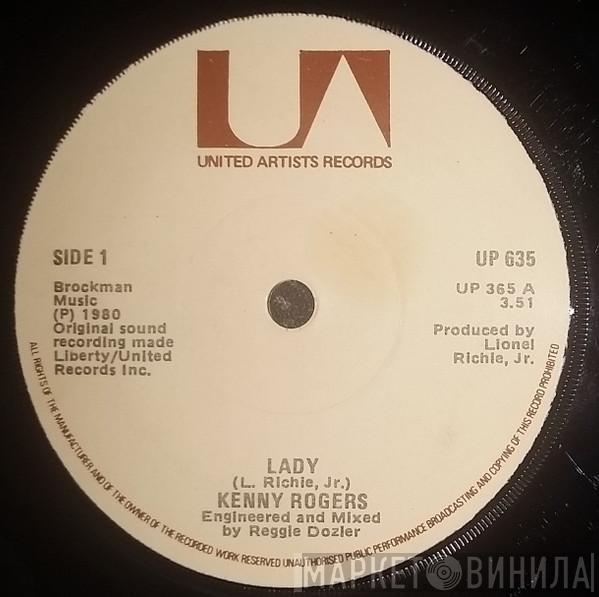 UA
UNITED ARTISTS RECORDS
SIDE 1
UP 635
Brockman
Music
(P) 1980
Original sound
recording made
Liberty/United
Records Inc.
UP 365 A
3.51
Produced by
Lionel
Richie, Jr.
LADY
(L. Richie, Jr.)
KENNY ROGERS
Engineered and Mixed
by Reggie Dozier
ALL RIGHTS OF THE MANUFACTURER AND OF THE OWNER OF THE RECORDED WORK RESERVED UNAUTHORISED PUBLIC PERFORMANCE BROADCASTING AND COPYING OF THIS RECORD PROHIBITED
МАРКЕТ ВИНИЛА